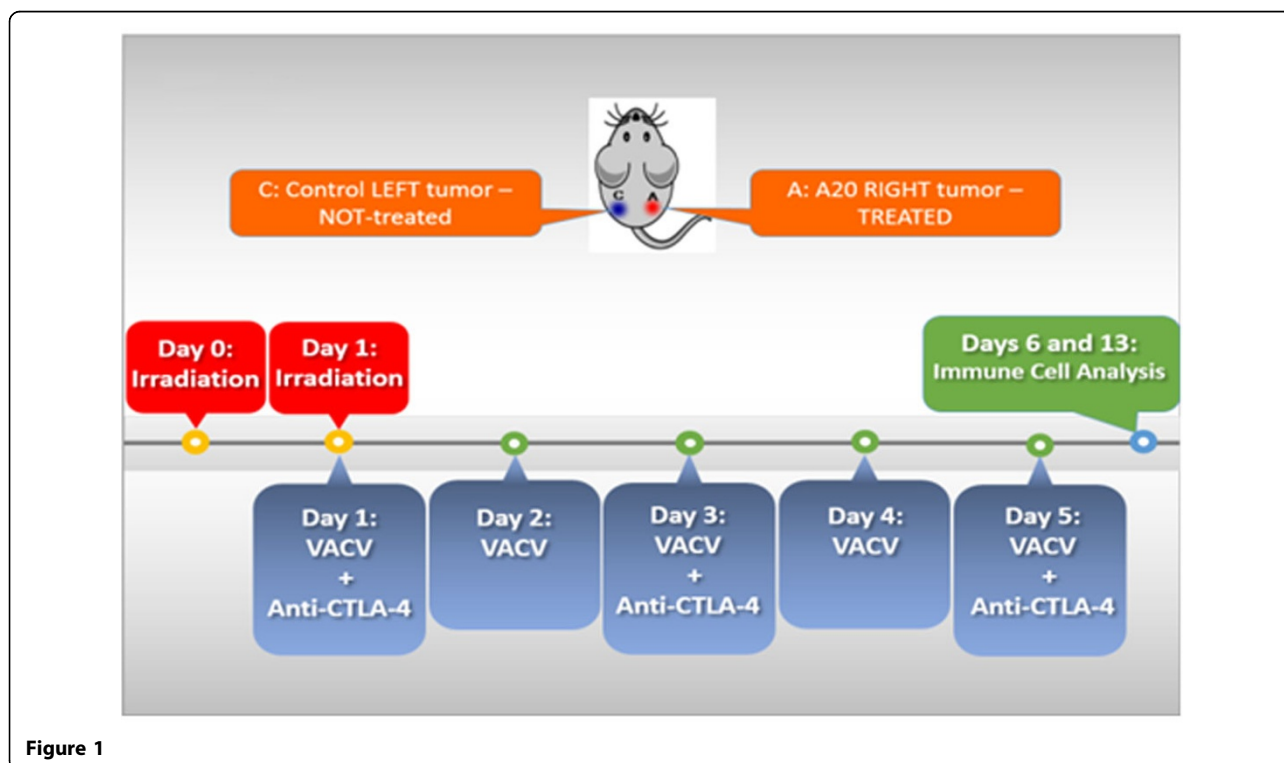 C: Control LEFT tumor –
NOT-treated
C
A
A: A20 RIGHT tumor –
TREATED
Day 0:
Irradiation
Day 1:
Irradiation
Days 6 and 13:
Immune Cell Analysis
Day 1:
VACV
+
Anti-CTLA-4
Day 2:
VACV
Day 3:
VACV
+
Anti-CTLA-4
Day 4:
VACV
Day 5:
VACV
+
Anti-CTLA-4
Figure 1